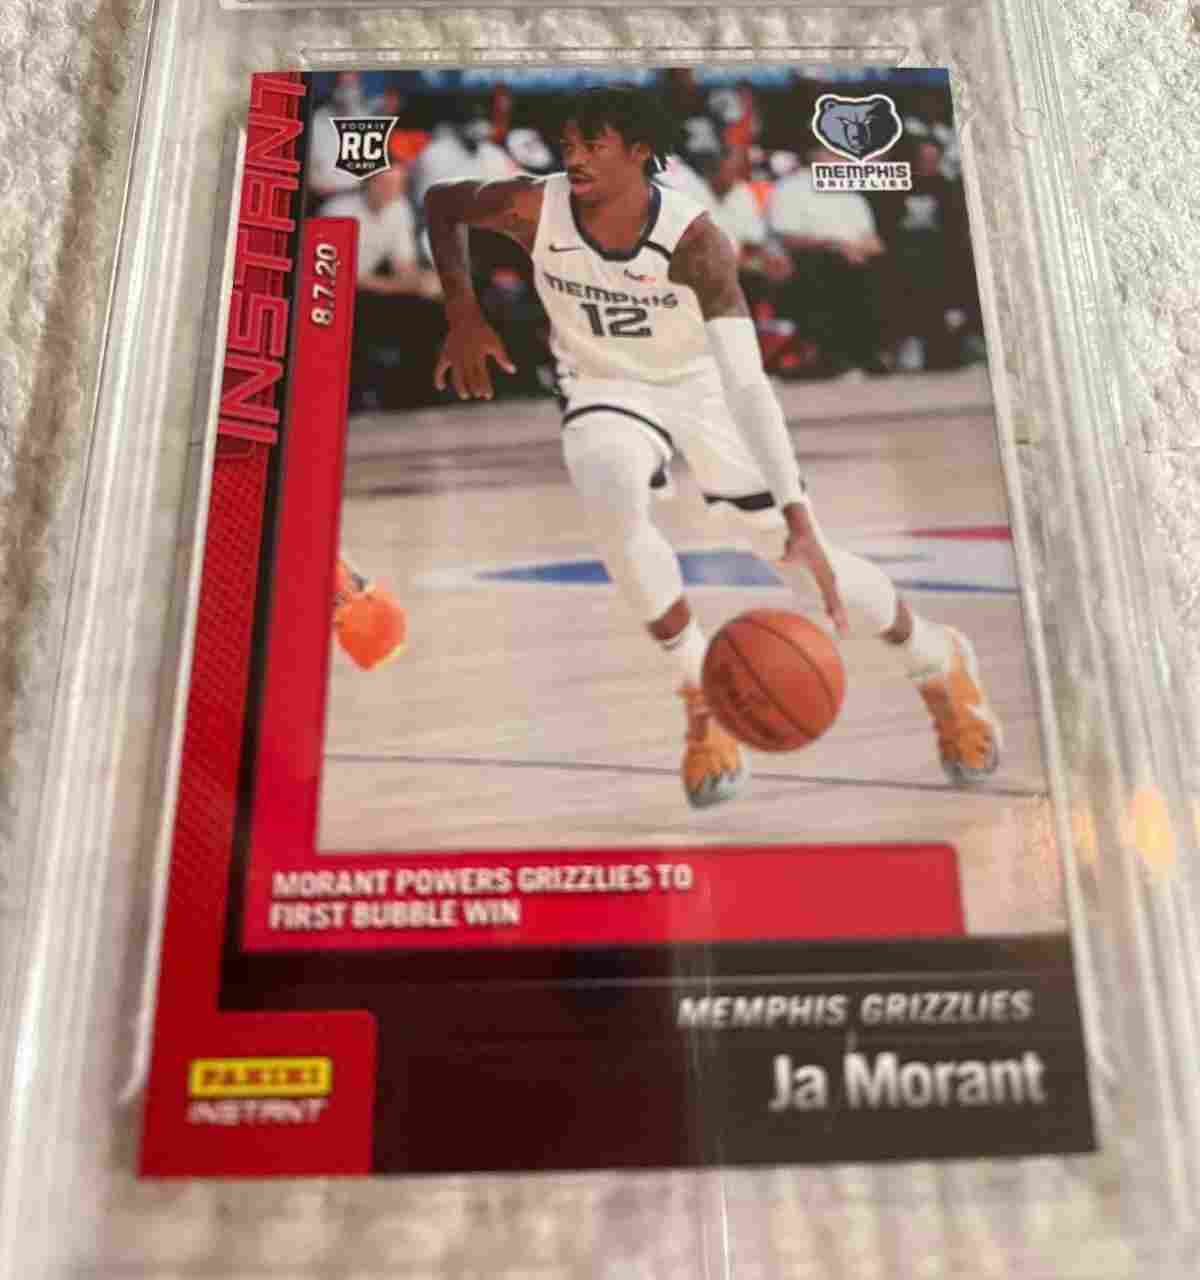 INSTANT
ROOKIE
RC
CARD
8.7.20
MEMPHIS
GRIZZLIES
MEMPHIS
12
MORANT POWERS GRIZZLIES TO
FIRST BUBBLE WIN
MEMPHIS GRIZZLIES
Ja Morant
PANINI
INSTANT